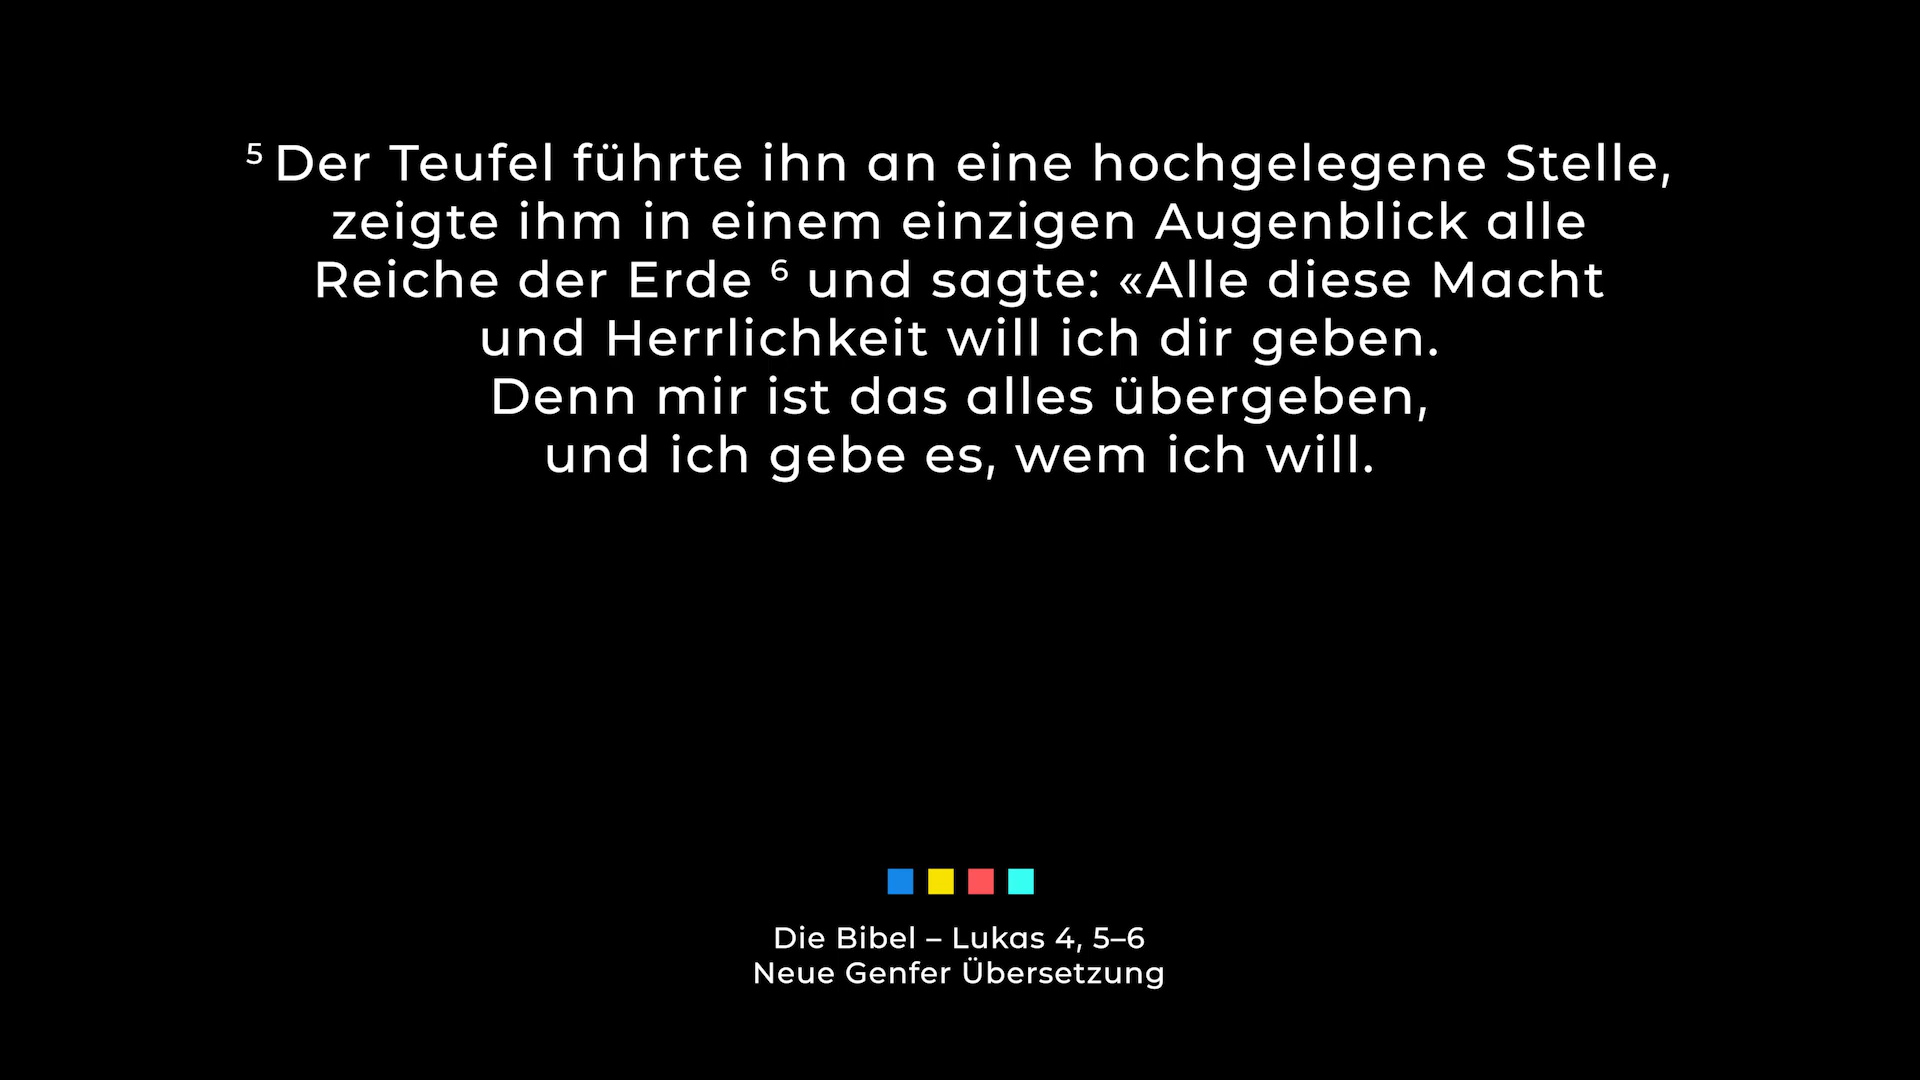 ⁵ Der Teufel führte ihn an eine hochgelegene Stelle,
zeigte ihm in einem einzigen Augenblick alle
Reiche der Erde ⁶ und sagte: «Alle diese Macht
und Herrlichkeit will ich dir geben.
Denn mir ist das alles übergeben,
und ich gebe es, wem ich will.
Die Bibel – Lukas 4, 5–6
Neue Genfer Übersetzung